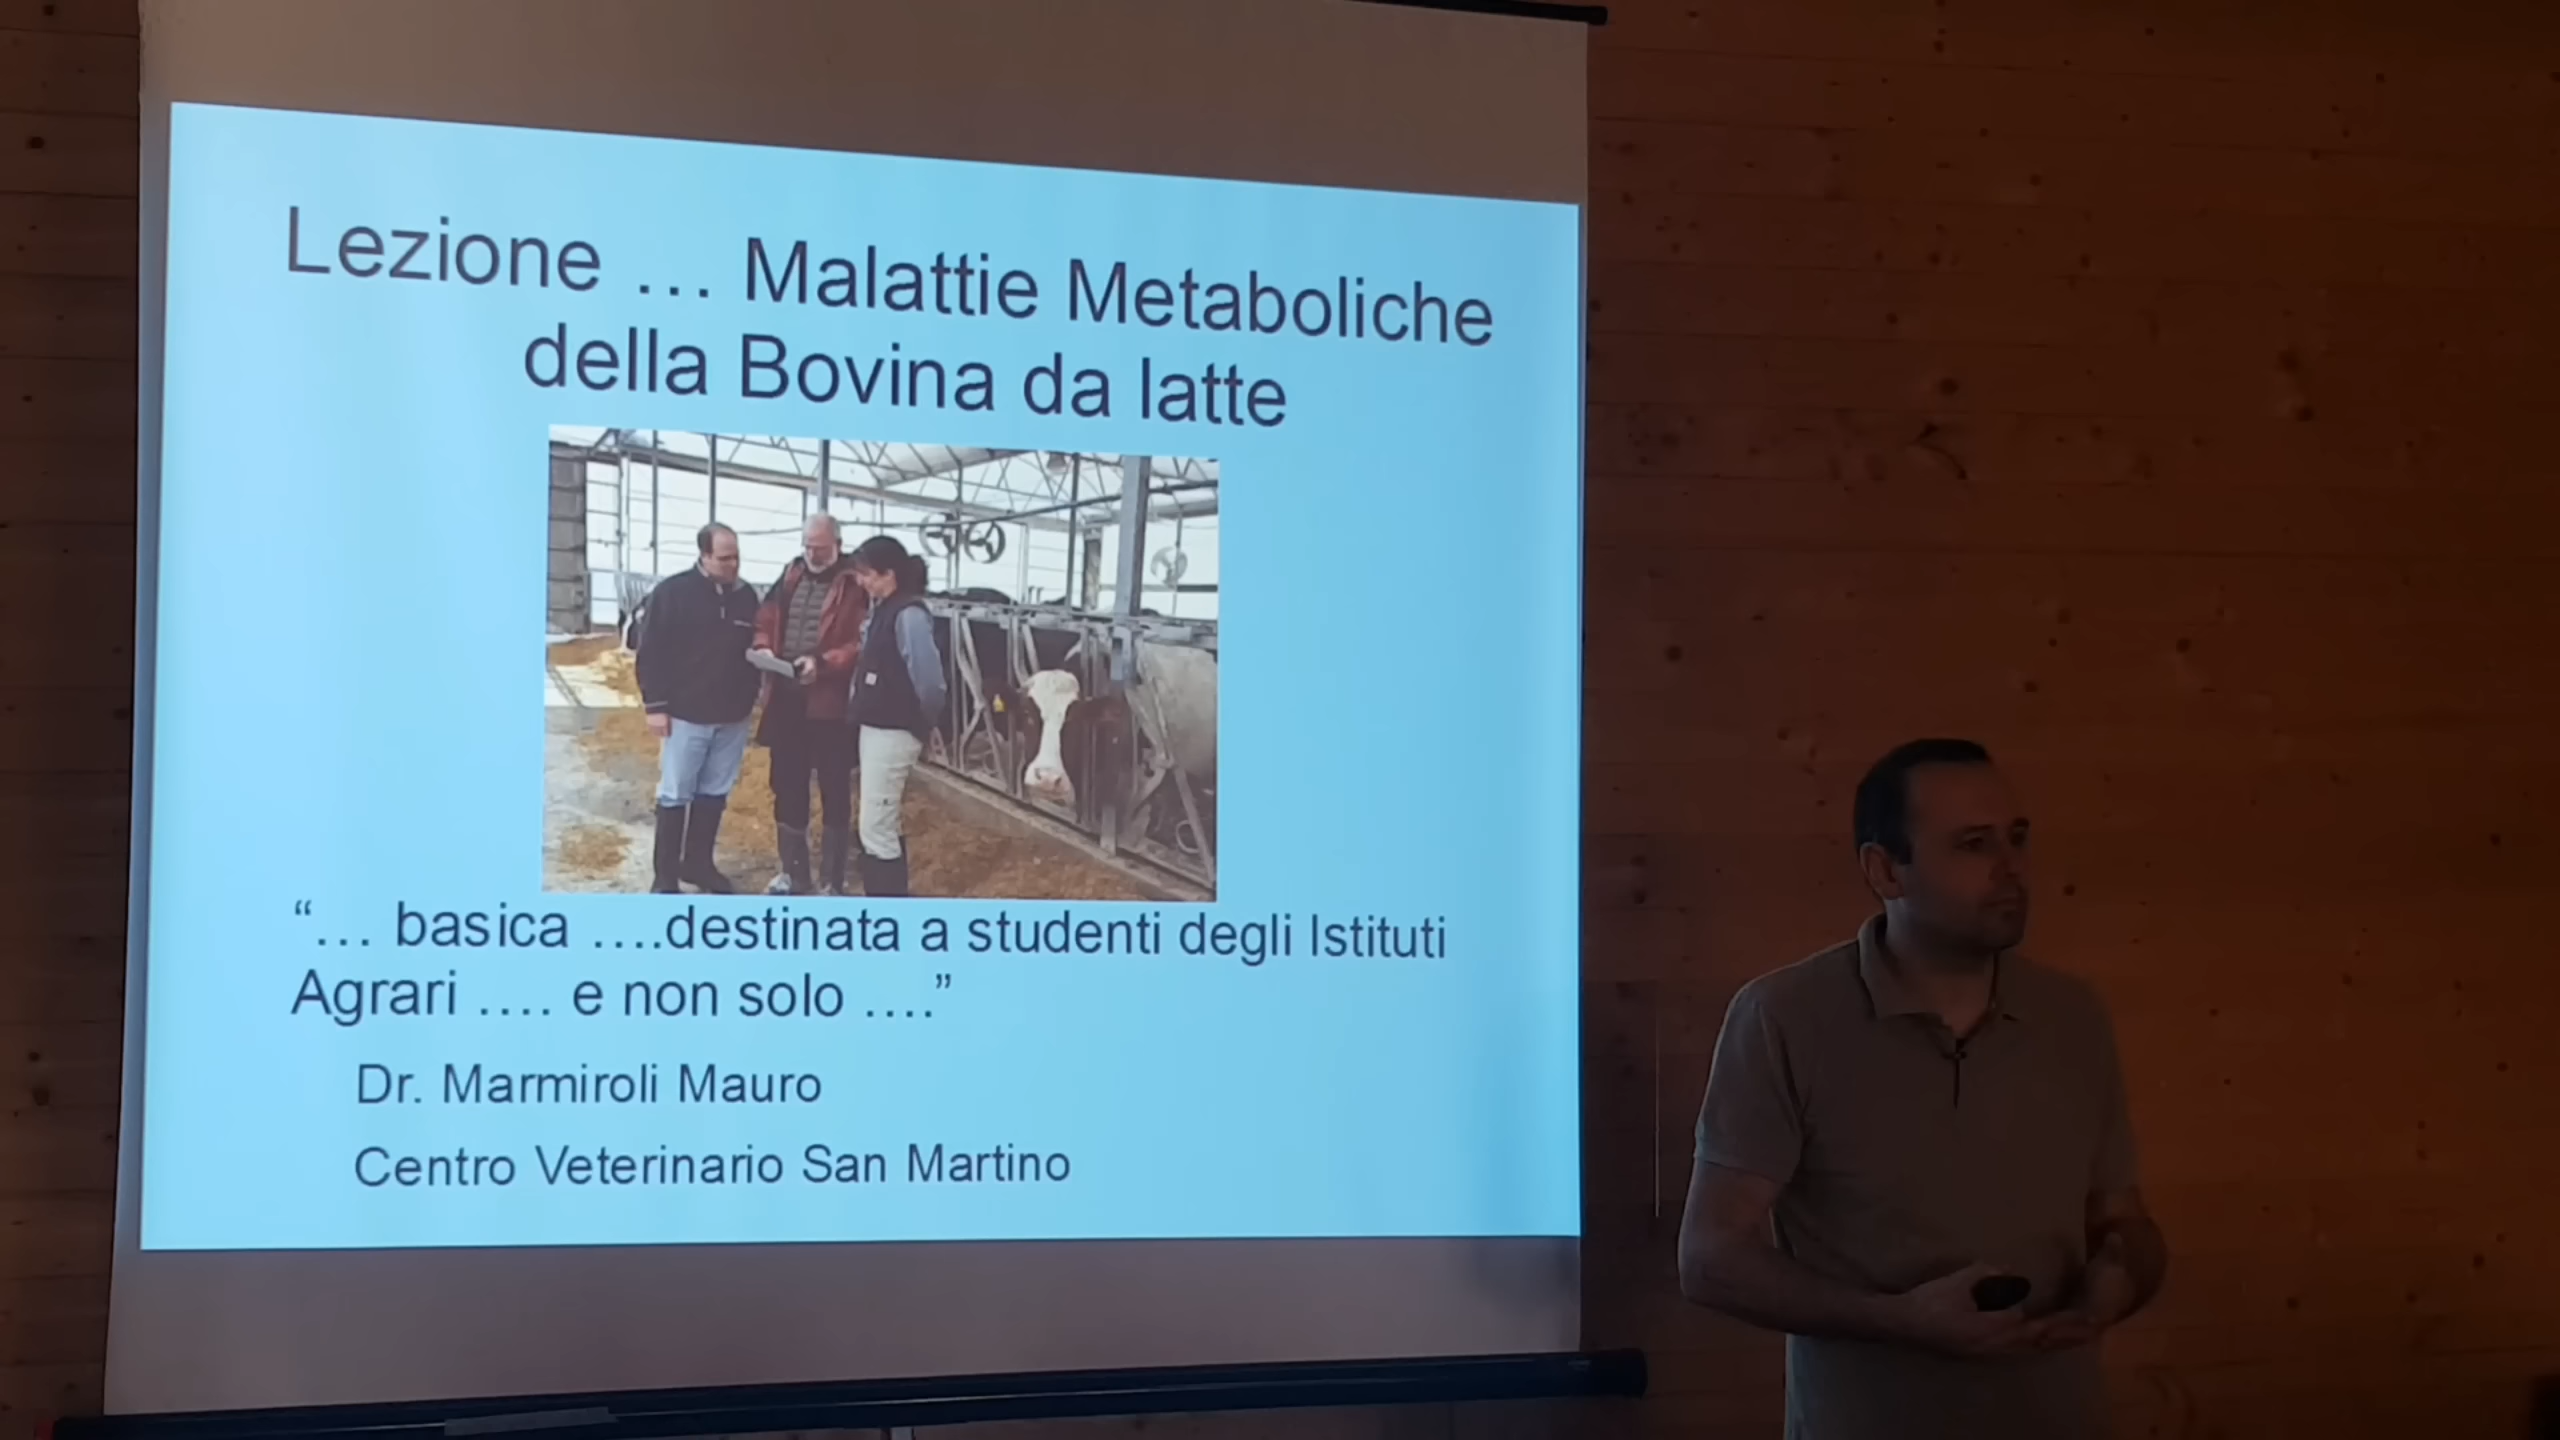 Lezione ... Malattie Metaboliche
della Bovina da latte
“... basica ....destinata a studenti degli Istituti
Agrari .... e non solo ....”
Dr. Marmiroli Mauro
Centro Veterinario San Martino